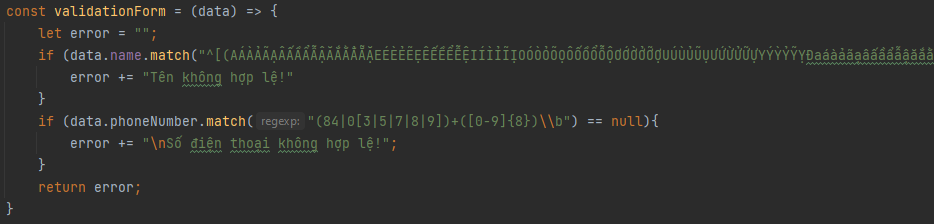 const validationForm = (data) => {
let error = "";
if (data.name.match("^[(AÁÀẢÃẠÂẤẦẨẪẬĂẮẰẲẴẶEÉÈẺẼẸÊẾỀỂỄỆIÍÌỈĨỊOÓÒỎÕỌÔỐỒỔỖỘƠỚỜỞỠỢUÚÙỦŨỤƯỨỪỬỮỰYÝỲỶỸỴĐaáàảãạâấầẩẫậăắằ
error += "Tên không hợp lệ!"
}
if (data.phoneNumber.match( regexp: "(84|0[3|5|7|8|9])+([0-9]{8})\\b") == null){
error += "\nSố điện thoại không hợp lệ!";
}
return error;
}